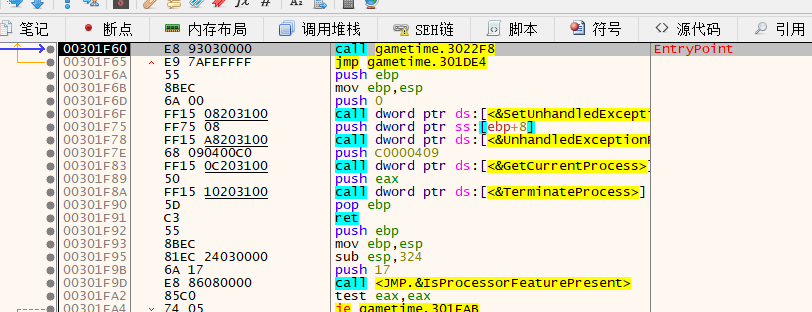 笔记 断点 内存布局 调用堆栈 SEH链 脚本 符号 源代码 引用
00301F60 E8 93030000 call gametime.3022F8 EntryPoint
00301F65 E9 7AFEFFFF jmp gametime.301DE4
00301F6A 55 push ebp
00301F6B 8BEC mov ebp,esp
00301F6D 6A 00 push 0
00301F6F FF15 08203100 call dword ptr ds:[<&SetUnhandledExcepti
00301F75 FF75 08 push dword ptr ss:[ebp+8]
00301F78 FF15 A8203100 call dword ptr ds:[<&UnhandledExceptionF
00301F7E 68 090400C0 push C0000409
00301F83 FF15 0C203100 call dword ptr ds:[<&GetCurrentProcess>]
00301F89 50 push eax
00301F8A FF15 10203100 call dword ptr ds:[<&TerminateProcess>]
00301F90 5D pop ebp
00301F91 C3 ret
00301F92 55 push ebp
00301F93 8BEC mov ebp,esp
00301F95 81EC 24030000 sub esp,324
00301F9B 6A 17 push 17
00301F9D E8 86080000 call <JMP.&IsProcessorFeaturePresent>
00301FA2 85C0 test eax,eax
00301FA4 74 05 je gametime.301FAB